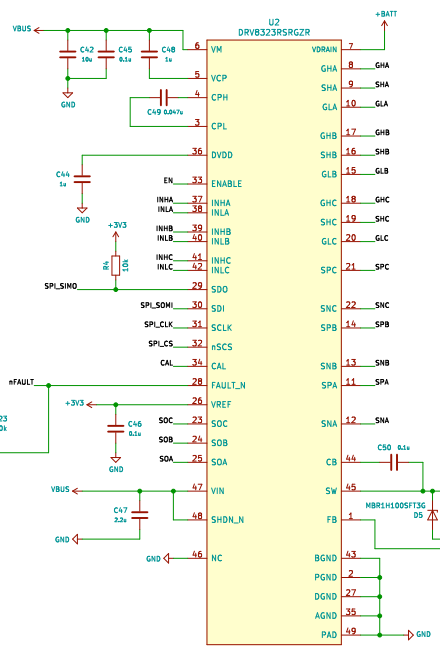 U2
DRV8323RSRGZR
+BATT
VBUS
C42
10u
C45
0.1u
C48
1u
GND
6 VM
VDRAIN 7
5 VCP
GHA 8 GHA
4 CPH
SHA 9 SHA
C49 0.047u
GLA 10 GLA
3 CPL
GHB 17 GHB
36 DVDD
SHB 16 SHB
C44
1u
GND
GLB 15 GLB
EN 33 ENABLE
INHA 37 INHA
GHC 18 GHC
INLA 38 INLA
SHC 19 SHC
+3V3
INHB 39 INHB
INLB 40 INLB
GLC 20 GLC
R4
10k
INHC 41 INHC
INLC 42 INLC
SPC 21 SPC
SPI_SIMO 29 SDO
SPI_SOMI 30 SDI
SNC 22 SNC
SPI_CLK 31 SCLK
SPB 14 SPB
SPI_CS 32 nSCS
CAL 34 CAL
SNB 13 SNB
nFAULT 28 FAULT_N
SPA 11 SPA
+3V3 26 VREF
23
0k
C46
0.1u
GND
SOC 23 SOC
SNA 12 SNA
SOB 24 SOB
SOA 25 SOA
CB 44 C50 0.1u
VBUS 47 VIN
SW 45
MBR1H100SFT3G
D5
C47
2.2u
48 SHDN_N
FB 1
GND
GND 46 NC
BGND 43
PGND 2
DGND 27
AGND 35
PAD 49 GND